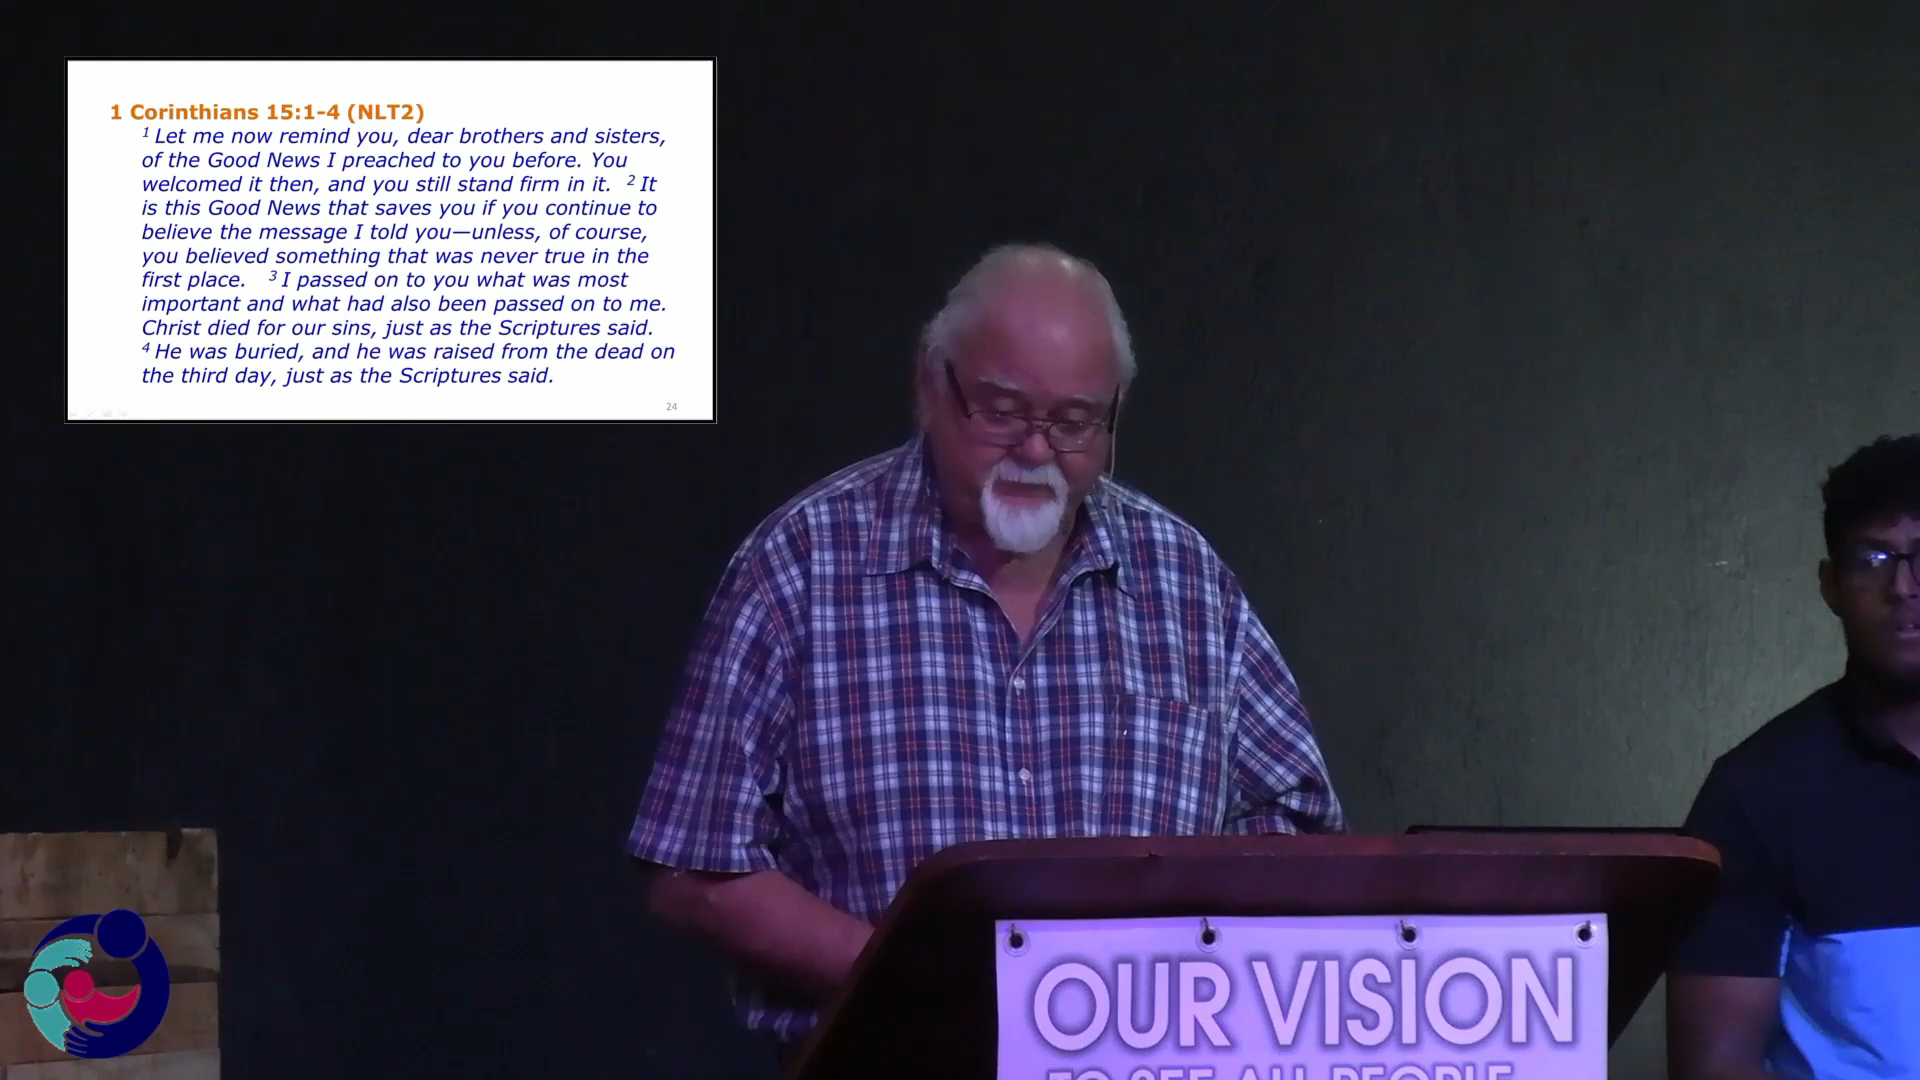 1 Corinthians 15:1-4 (NLT2)
1 Let me now remind you, dear brothers and sisters,
of the Good News I preached to you before. You
welcomed it then, and you still stand firm in it. 2 It
is this Good News that saves you if you continue to
believe the message I told you—unless, of course,
you believed something that was never true in the
first place. 3 I passed on to you what was most
important and what had also been passed on to me.
Christ died for our sins, just as the Scriptures said.
4 He was buried, and he was raised from the dead on
the third day, just as the Scriptures said.
24
OUR VISION
TO SEE ALL PEOPLE